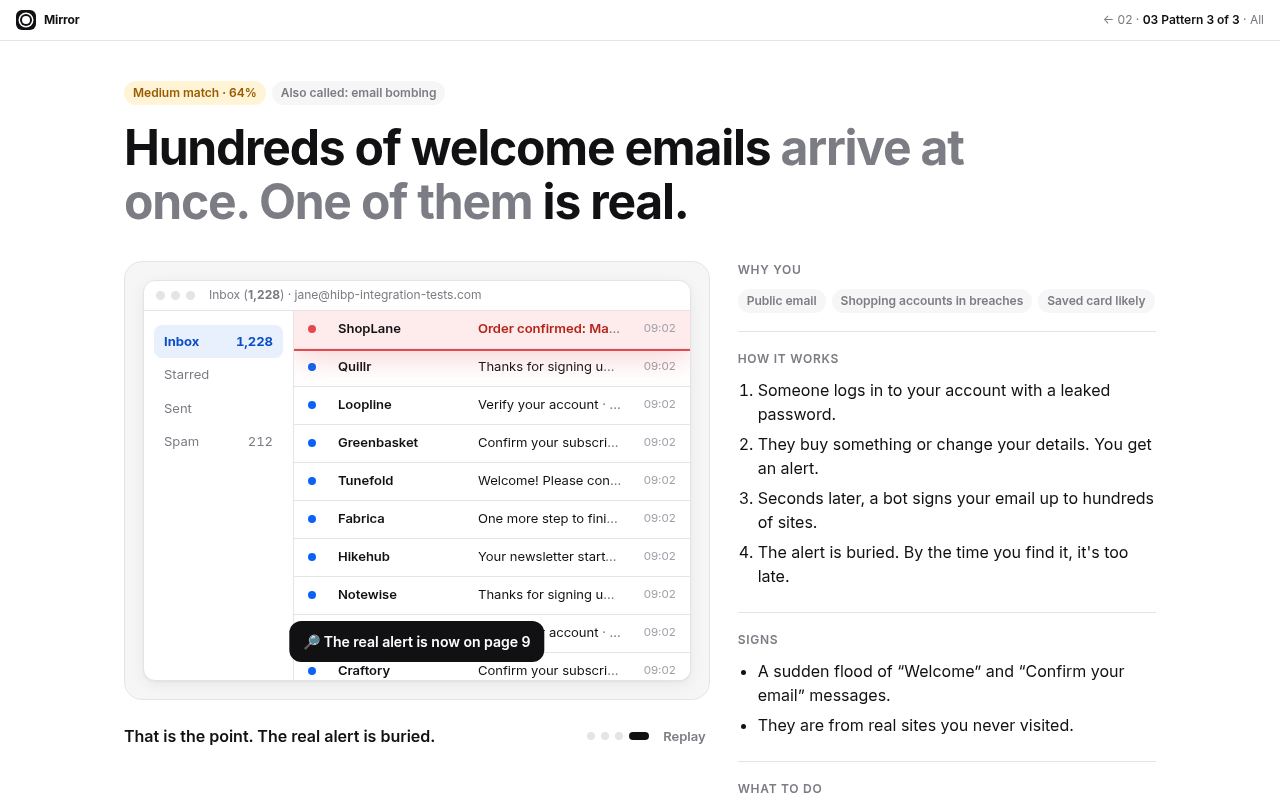 Mirror
← 02 · 03 Pattern 3 of 3 · All
Medium match · 64%
Also called: email bombing
Hundreds of welcome emails arrive at
once. One of them is real.
Inbox (1,228) · jane@hibp-integration-tests.com
Inbox 1,228
Starred
Sent
Spam 212
ShopLane Order confirmed: Ma... 09:02
Quillr Thanks for signing u... 09:02
Loopline Verify your account · ... 09:02
Greenbasket Confirm your subscri... 09:02
Tunefold Welcome! Please con... 09:02
Fabrica One more step to fini... 09:02
Hikehub Your newsletter start... 09:02
Notewise Thanks for signing u... 09:02
account · ... 09:02
🔎 The real alert is now on page 9
Craftory Confirm your subscri... 09:02
That is the point. The real alert is buried.
Replay
WHY YOU
Public email
Shopping accounts in breaches
Saved card likely
HOW IT WORKS
1. Someone logs in to your account with a leaked
password.
2. They buy something or change your details. You get
an alert.
3. Seconds later, a bot signs your email up to hundreds
of sites.
4. The alert is buried. By the time you find it, it's too
late.
SIGNS
• A sudden flood of “Welcome” and “Confirm your
email” messages.
• They are from real sites you never visited.
WHAT TO DO